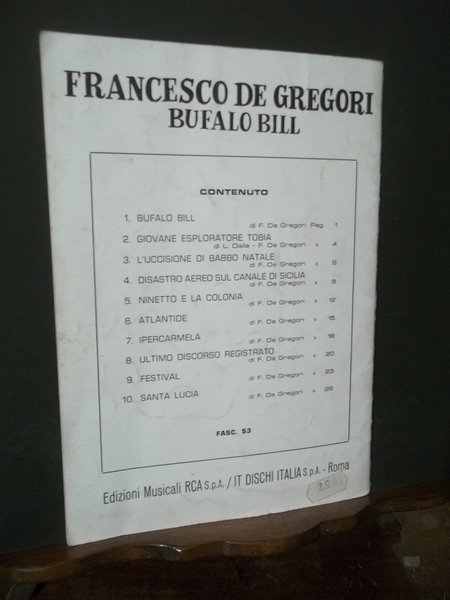 FRANCESCO DE GREGORI
BUFALO BILL
CONTENUTO
1. BUFALO BILL
di F. De Gregori Pag. 1
2. GIOVANE ESPLORATORE TOBIA
di L. Dalla - F. De Gregori » 4
3. L'UCCISIONE DI BABBO NATALE
di F. De Gregori » 6
4. DISASTRO AEREO SUL CANALE DI SICILIA
di F. De Gregori » 9
5. NINETTO E LA COLONIA
di F. De Gregori » 12
6. ATLANTIDE
di F. De Gregori » 15
7. IPERCARMELA
di F. De Gregori » 18
8. ULTIMO DISCORSO REGISTRATO
di F. De Gregori » 20
9. FESTIVAL
di F. De Gregori » 23
10. SANTA LUCIA
di F. De Gregori » 26
FASC. 53
Edizioni Musicali RCA S.p.A. / IT DISCHI ITALIA S.p.A. - Roma